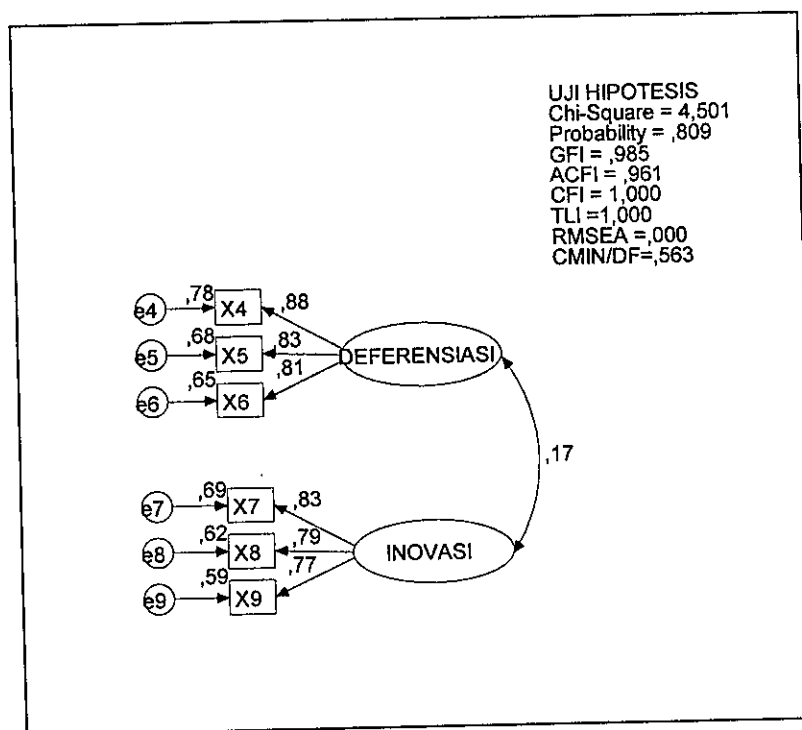 UJI HIPOTESIS
Chi-Square = 4,501
Probability = ,809
GFI = ,985
ACFI = ,961
CFI = 1,000
TLI =1,000
RMSEA =,000
CMIN/DF=,563
e4 ,78 X4 ,88
e5 ,68 X5 ,83 DEFERENSIASI
e6 ,65 X6 ,81
,17
e7 ,69 X7 ,83
e8 ,62 X8 ,79 INOVASI
e9 ,59 X9 ,77